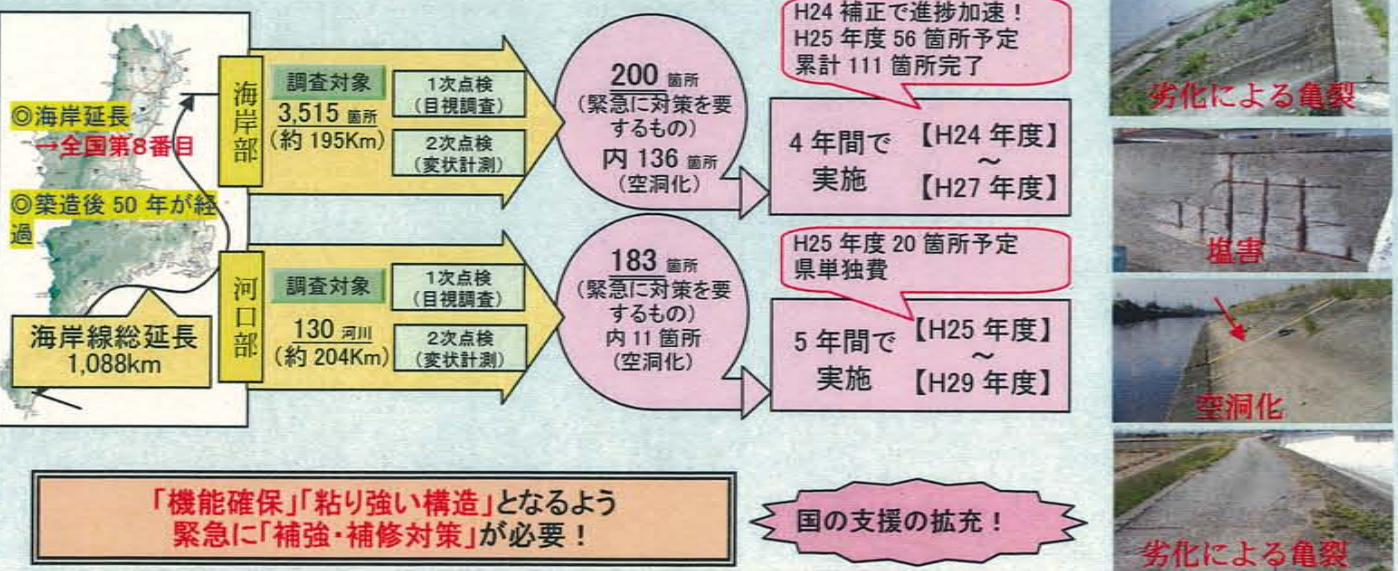 ◎海岸延長
→全国第8番目
◎築造後 50 年が経
過
海岸線総延長
1,088km
海岸部
調査対象
3,515 箇所
(約 195Km)
1次点検
(目視調査)
2次点検
(変状計測)
200 箇所
(緊急に対策を要
するもの)
内 136 箇所
(空洞化)
H24 補正で進捗加速！
H25 年度 56 箇所予定
累計 111 箇所完了
4 年間で
実施
【H24 年度】
～
【H27 年度】
河口部
調査対象
130 河川
(約 204Km)
1次点検
(目視調査)
2次点検
(変状計測)
183 箇所
(緊急に対策を要
するもの)
内 11 箇所
(空洞化)
H25 年度 20 箇所予定
県単独費
5 年間で
実施
【H25 年度】
～
【H29 年度】
劣化による亀裂
塩害
空洞化
劣化による亀裂
「機能確保」「粘り強い構造」となるよう
緊急に「補強・補修対策」が必要！
国の支援の拡充！